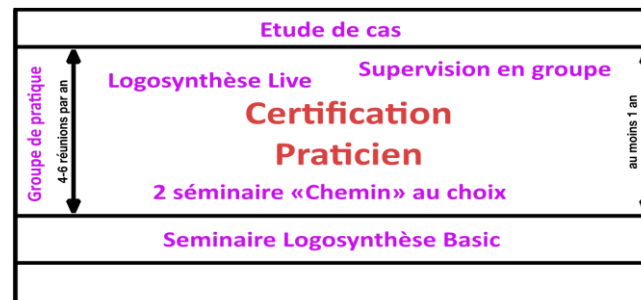 Etude de cas
Groupe de pratique
4-6 réunions par an
Logosynthèse Live
Supervision en groupe
Certification
Praticien
2 séminaire «Chemin» au choix
au moins 1 an
Seminaire Logosynthèse Basic